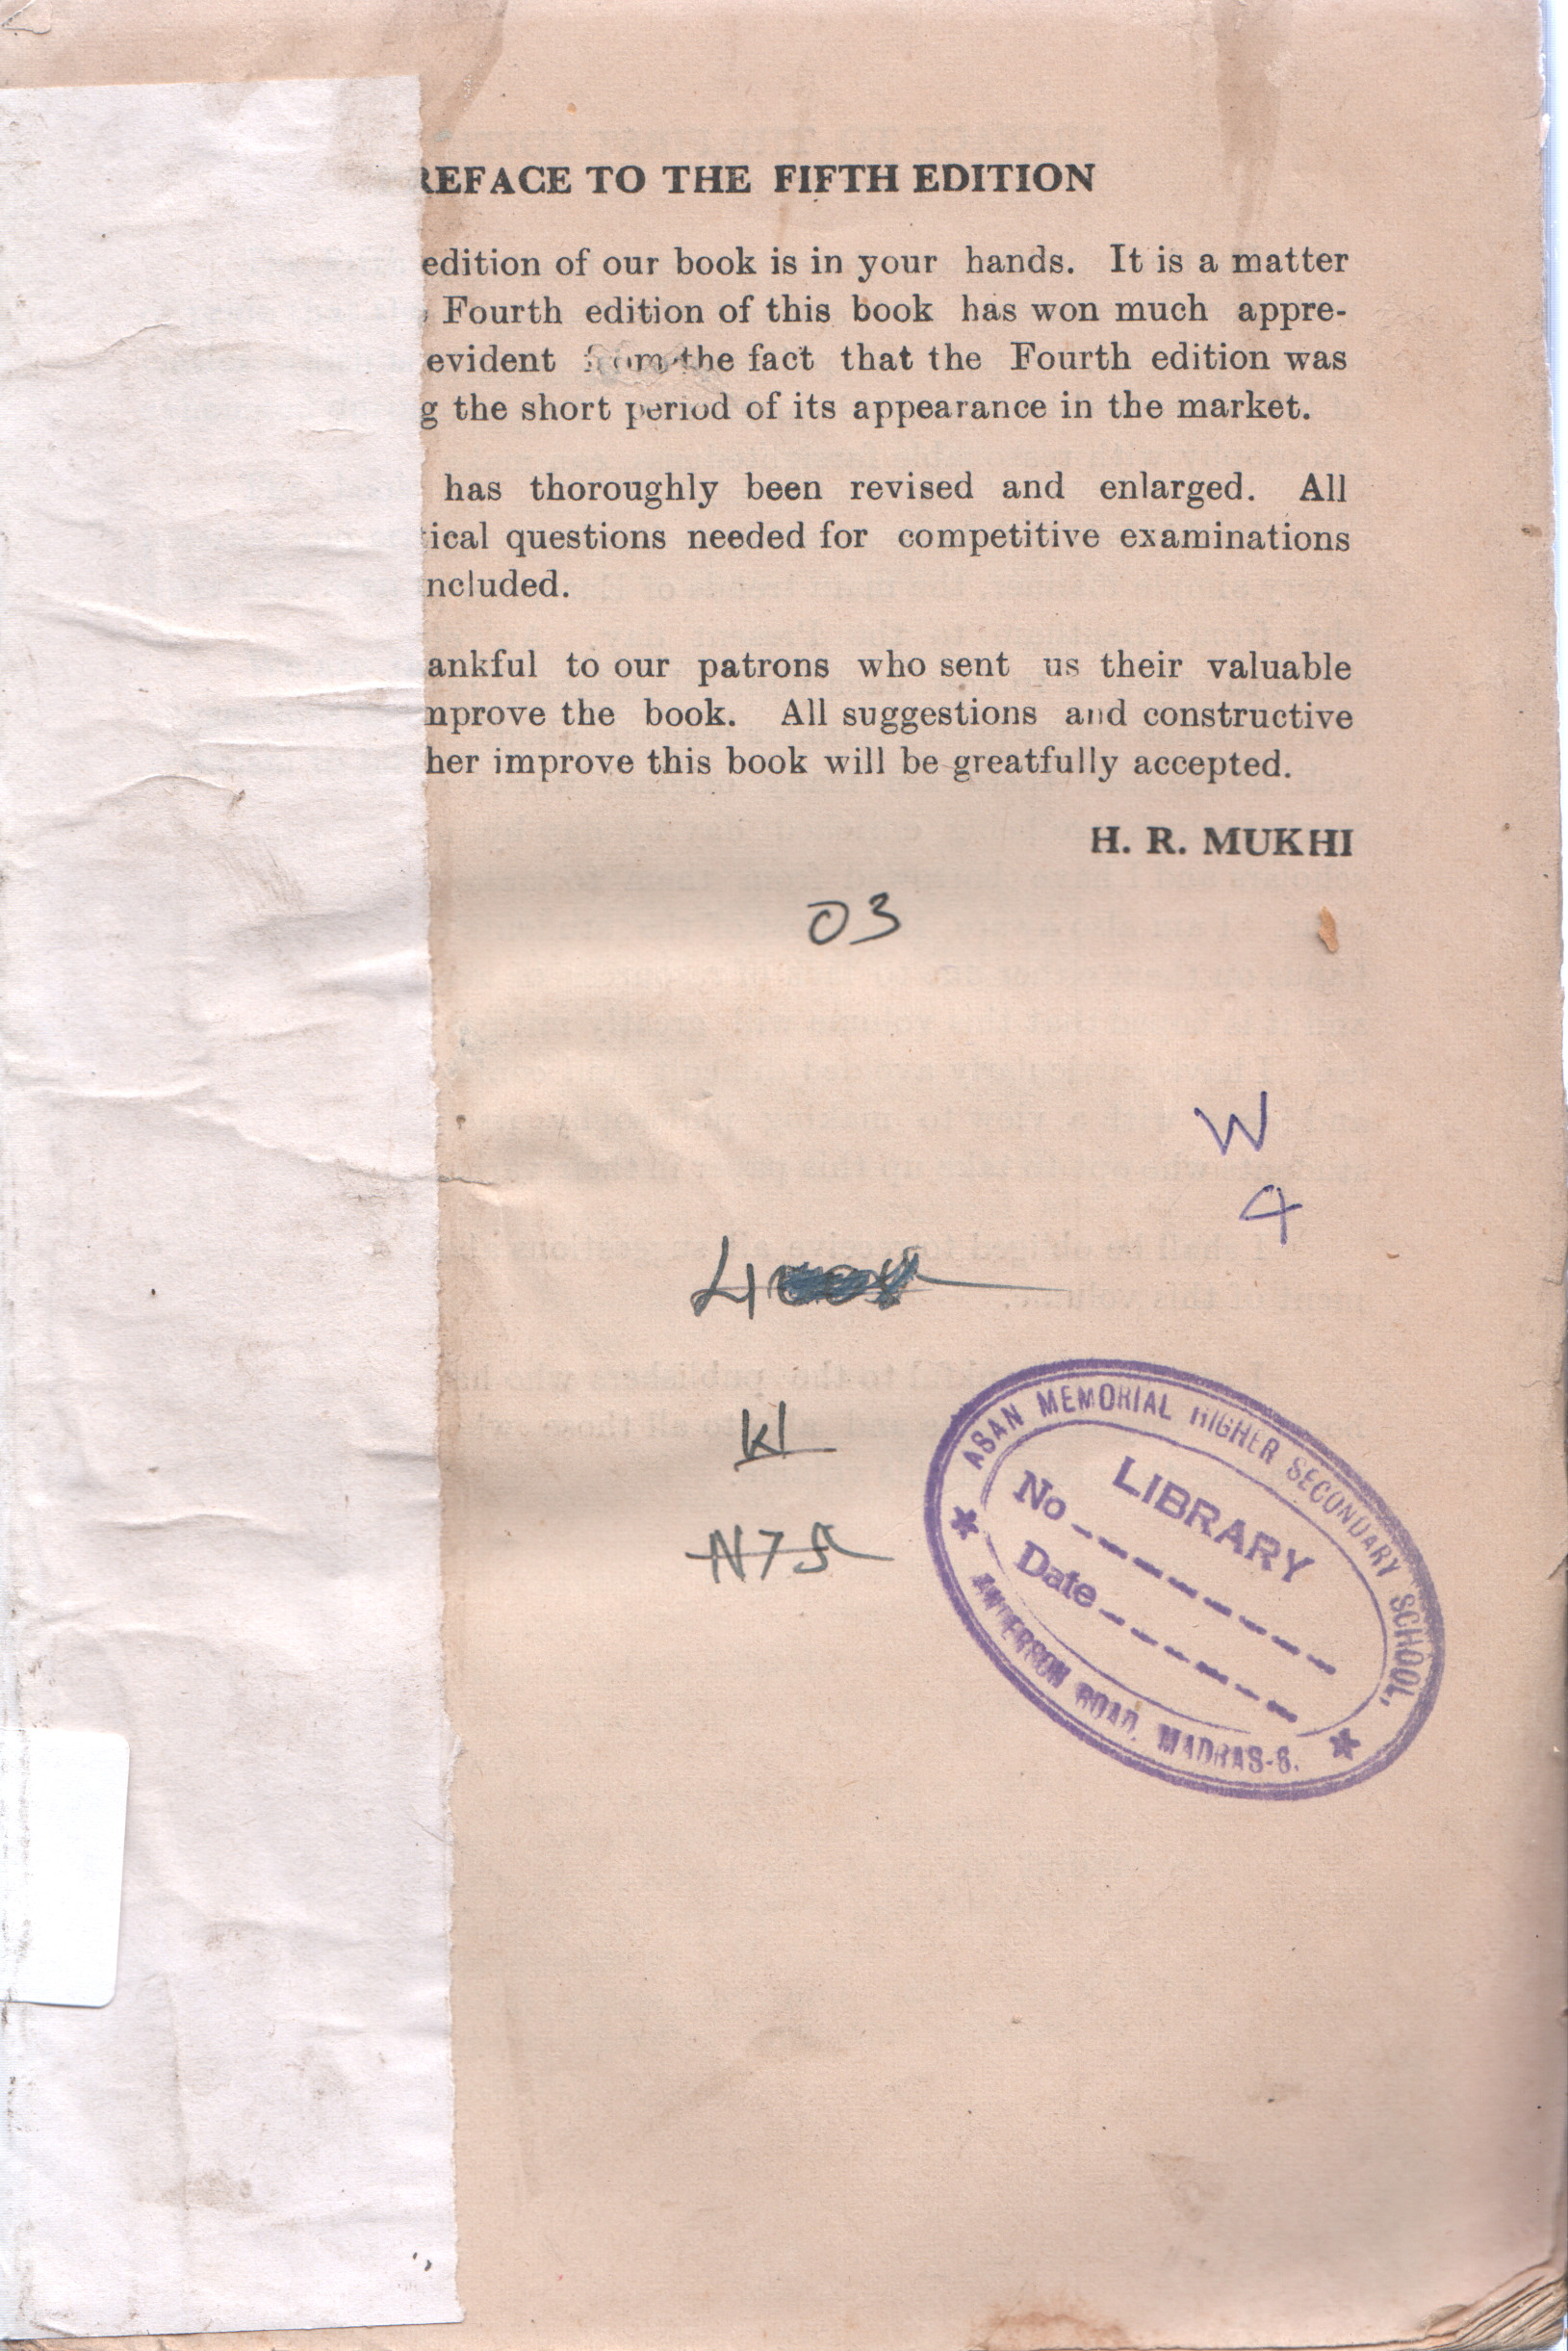 REFACE TO THE FIFTH EDITION
edition of our book is in your hands. It is a matter
Fourth edition of this book has won much appre-
evident from the fact that the Fourth edition was
g the short period of its appearance in the market.
has thoroughly been revised and enlarged. All
ical questions needed for competitive examinations
ncluded.
ankful to our patrons who sent us their valuable
mprove the book. All suggestions and constructive
her improve this book will be greatfully accepted.
H. R. MUKHI
03
W
4
N75
ASAN MEMORIAL HIGHER SECONDARY SCHOOL,
LIBRARY
No
Date
ANDERSON ROAD, MADRAS-6.